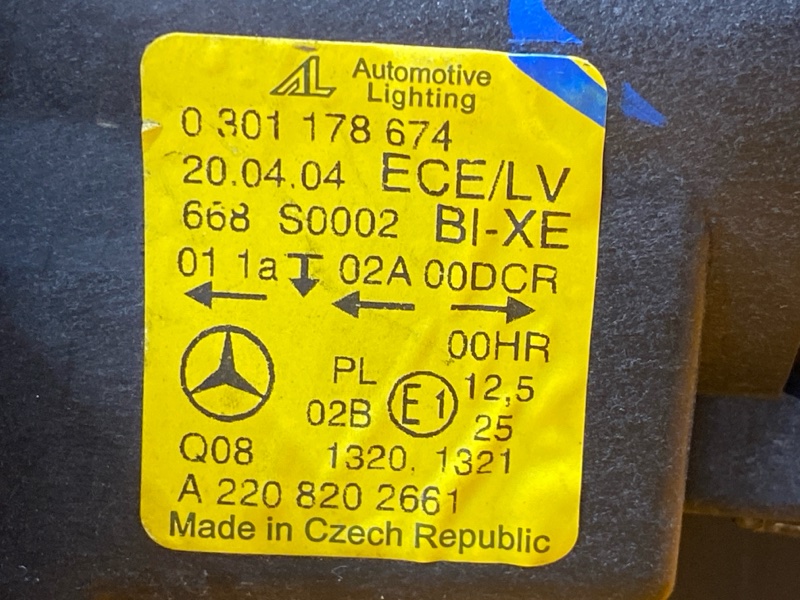 AL Automotive
Lighting
0 301 178 674
20.04.04 ECE/LV
668 S0002 BI-XE
01 1a 02A 00DCR
00HR
PL 12,5
02B E1 25
Q08 1320, 1321
A 220 820 2661
Made in Czech Republic